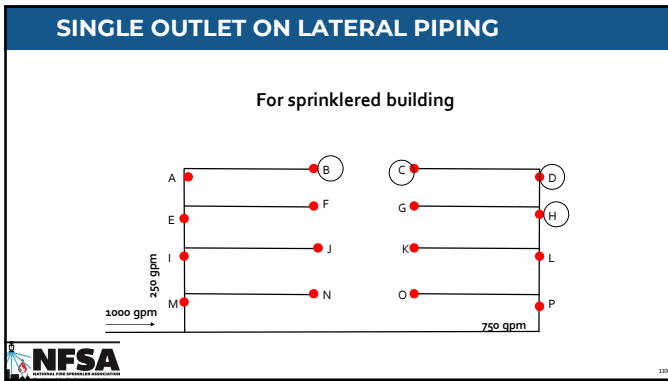 SINGLE OUTLET ON LATERAL PIPING
For sprinklered building
A
B
C
D
E
F
G
H
I
J
K
L
250 gpm
M
N
O
P
1000 gpm
750 gpm
NFSA
NATIONAL FIRE SPRINKLER ASSOCIATION
139